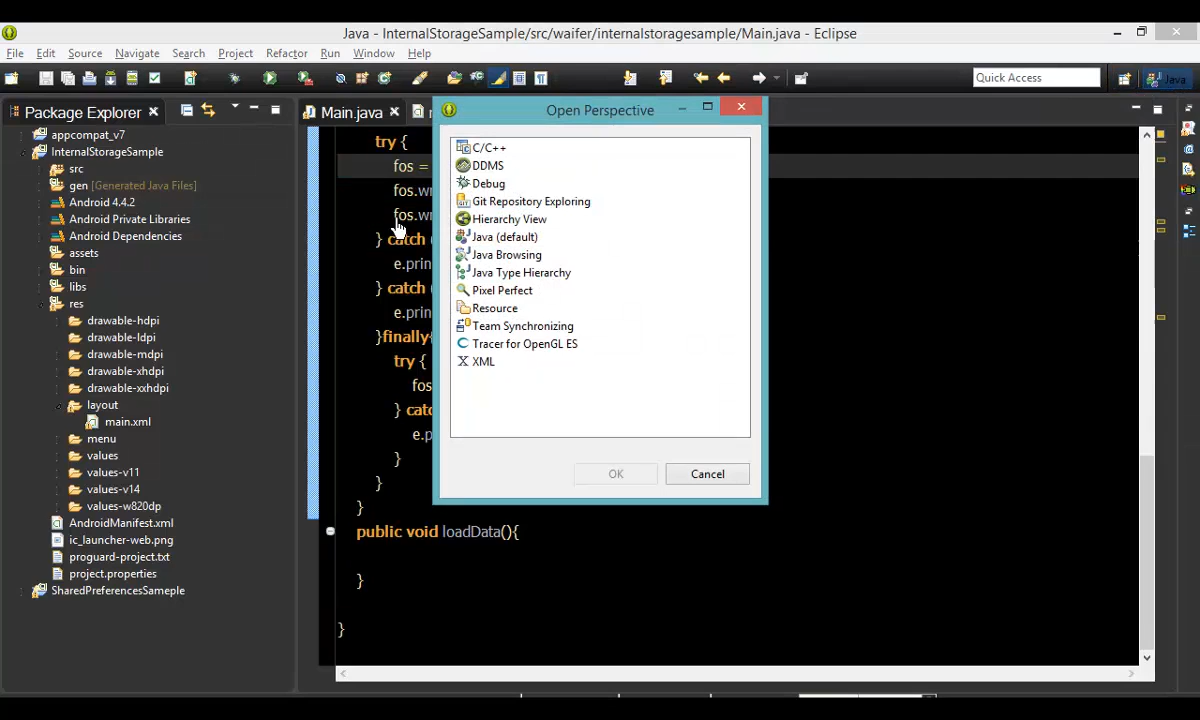 Java - InternalStorageSample/src/waifer/internalstoragesample/Main.java - Eclipse
File Edit Source Navigate Search Project Refactor Run Window Help
Quick Access
Java
Package Explorer
appcompat_v7
InternalStorageSample
src
gen [Generated Java Files]
Android 4.4.2
Android Private Libraries
Android Dependencies
assets
bin
libs
res
drawable-hdpi
drawable-ldpi
drawable-mdpi
drawable-xhdpi
drawable-xxhdpi
layout
main.xml
menu
values
values-v11
values-v14
values-w820dp
AndroidManifest.xml
ic_launcher-web.png
proguard-project.txt
project.properties
SharedPreferencesSameple
Main.java
try {
fos =
fos.wr
fos.wr
} catch (
e.prin
} catch (
e.prin
}finally{
try {
fos
} catc
e.p
}
}
}
public void loadData(){
}
}
Open Perspective
C/C++
DDMS
Debug
Git Repository Exploring
Hierarchy View
Java (default)
Java Browsing
Java Type Hierarchy
Pixel Perfect
Resource
Team Synchronizing
Tracer for OpenGL ES
XML
OK
Cancel